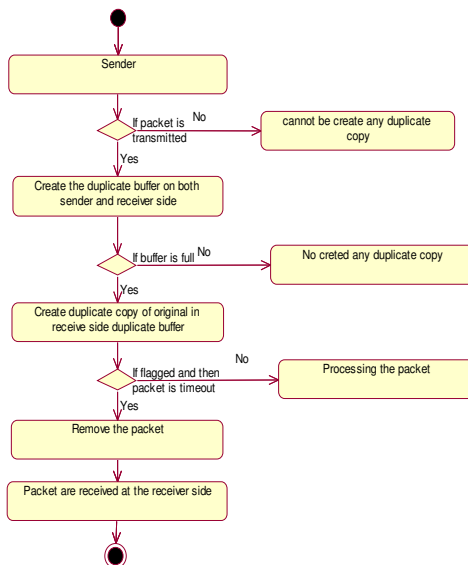 Sender
If packet is
transmitted
No
cannot be create any duplicate
copy
Yes
Create the duplicate buffer on both
sender and receiver side
If buffer is full
No
No creted any duplicate copy
Yes
Create duplicate copy of original in
receive side duplicate buffer
If flagged and then
packet is timeout
No
Processing the packet
Yes
Remove the packet
Packet are received at the receiver side